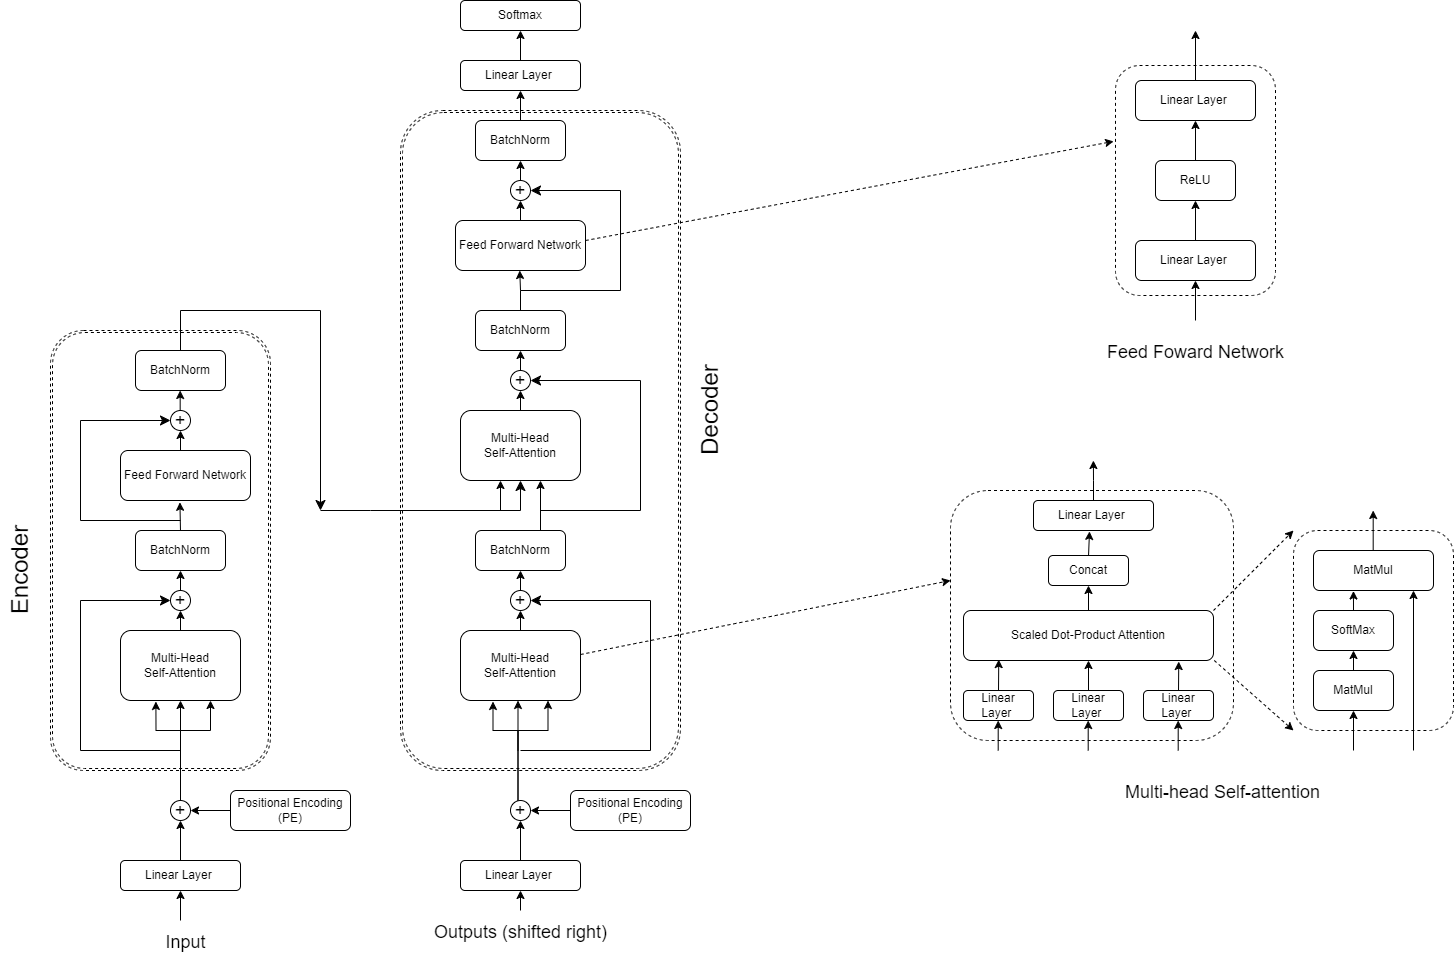 Softmax
Linear Layer
BatchNorm
+
Feed Forward Network
BatchNorm
+
Multi-Head
Self-Attention
BatchNorm
+
Multi-Head
Self-Attention
+
Positional Encoding
(PE)
Linear Layer
Outputs (shifted right)
Decoder
BatchNorm
+
Feed Forward Network
BatchNorm
+
Multi-Head
Self-Attention
+
Positional Encoding
(PE)
Linear Layer
Input
Encoder
Linear Layer
ReLU
Linear Layer
Feed Foward Network
Linear Layer
Concat
Scaled Dot-Product Attention
Linear
Layer
Linear
Layer
Linear
Layer
MatMul
SoftMax
MatMul
Multi-head Self-attention